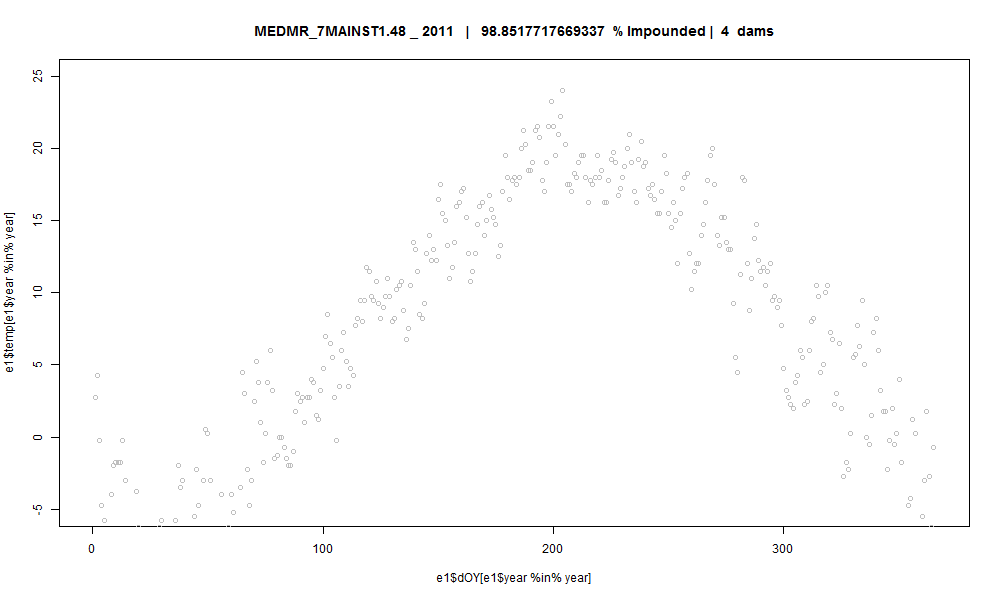 MEDMR_7MAINST1.48 _ 2011 | 98.8517717669337 % Impounded | 4 dams
25
20
15
10
5
0
-5
e1$temp[e1$year %in% year]
0 100 200 300
e1$dOY[e1$year %in% year]